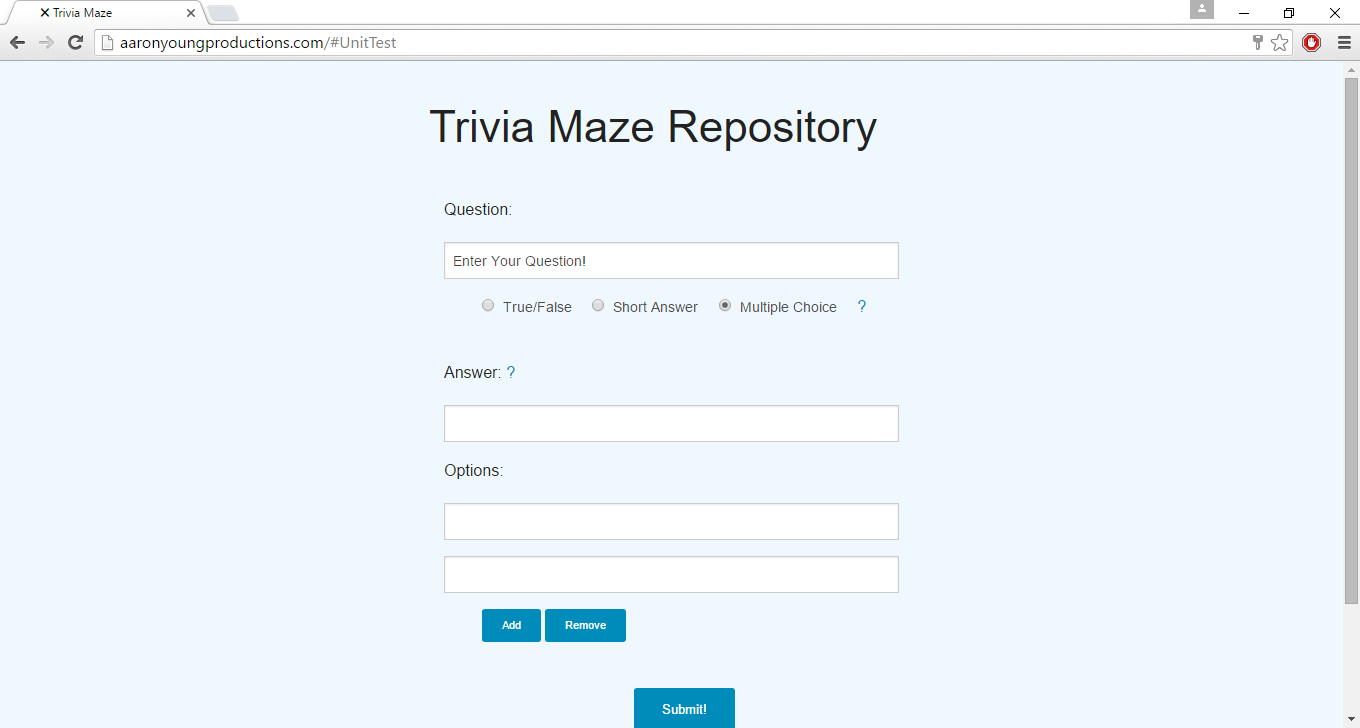 Trivia Maze
aaronyoungproductions.com/#UnitTest
Trivia Maze Repository
Question:
Enter Your Question!
True/False Short Answer Multiple Choice ?
Answer: ?
Options:
Add Remove
Submit!